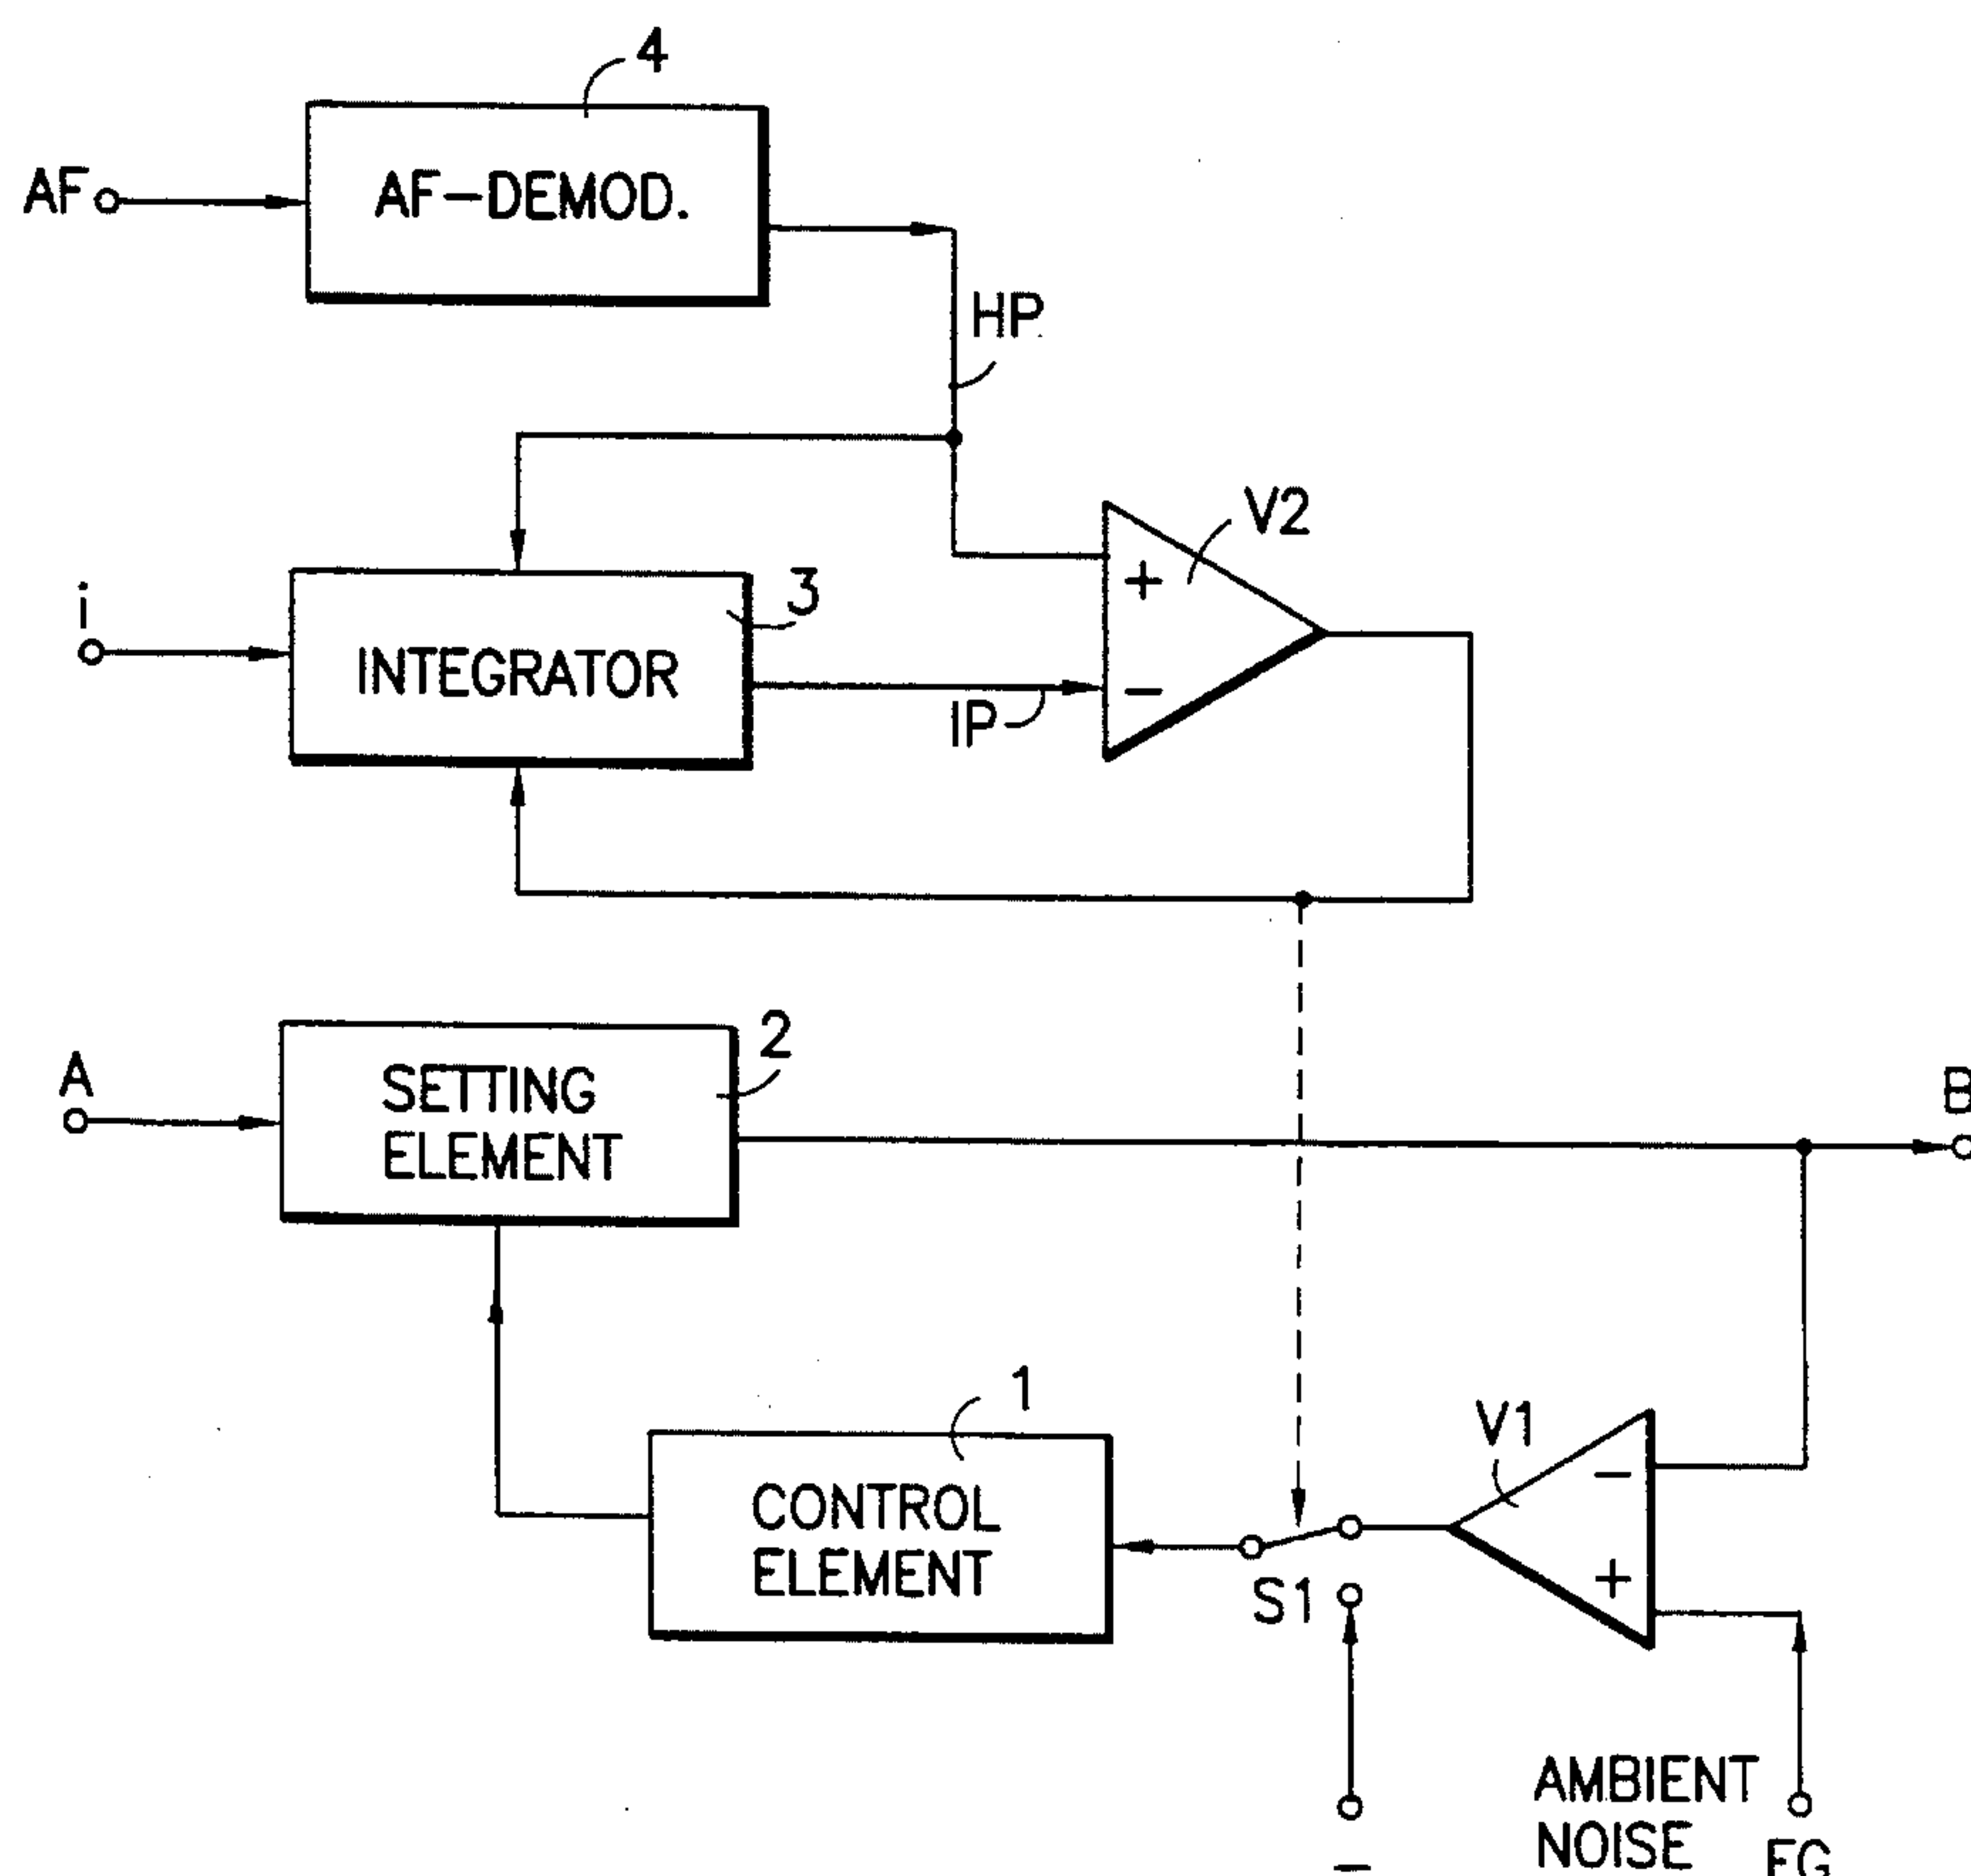 4
AF
AF-DEMOD.
HP
V2
+
i
3
INTEGRATOR
IP
-
2
A
SETTING
ELEMENT
B
1
V1
-
CONTROL
ELEMENT
S1
+
AMBIENT
NOISE
-